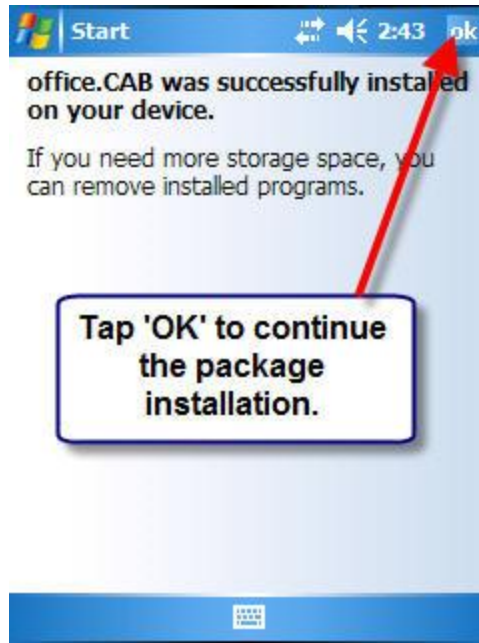 Start 2:43 ok
office.CAB was successfully installed
on your device.
If you need more storage space, you
can remove installed programs.
Tap 'OK' to continue
the package
installation.